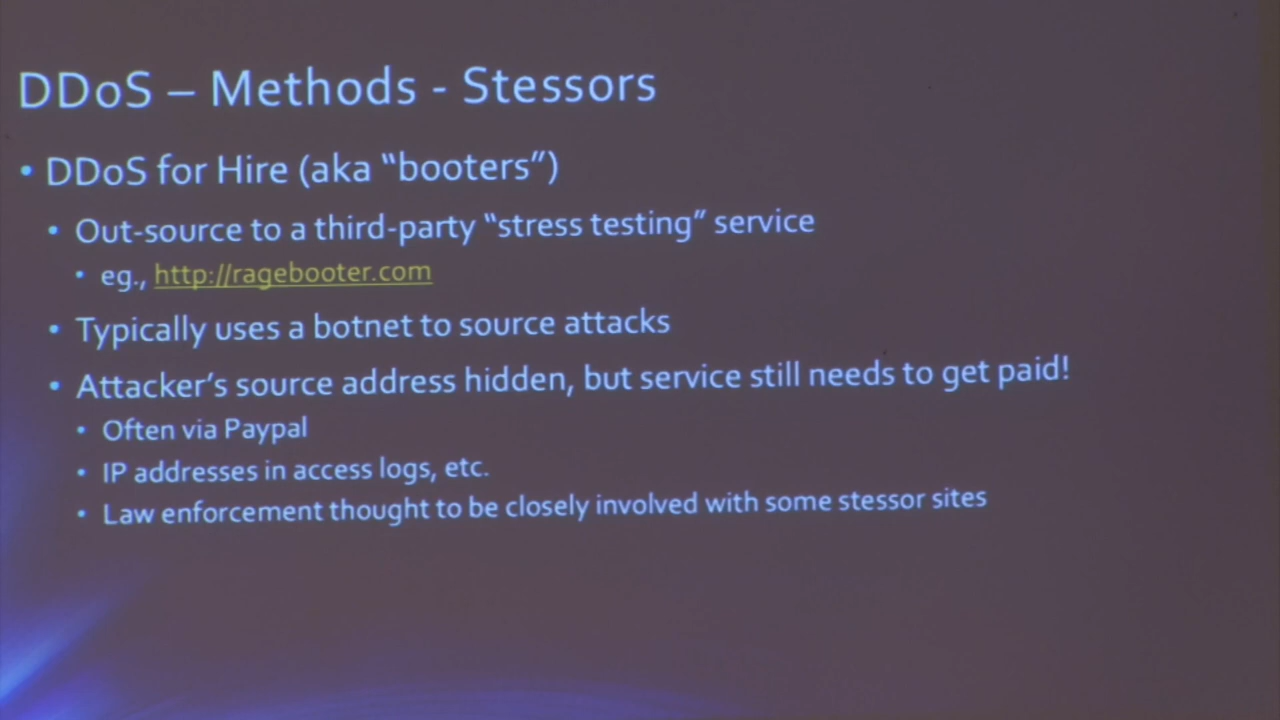 DDoS – Methods - Stessors
• DDoS for Hire (aka “booters”)
• Out-source to a third-party “stress testing” service
• eg., http://ragebooter.com
• Typically uses a botnet to source attacks
• Attacker’s source address hidden, but service still needs to get paid!
• Often via Paypal
• IP addresses in access logs, etc.
• Law enforcement thought to be closely involved with some stessor sites